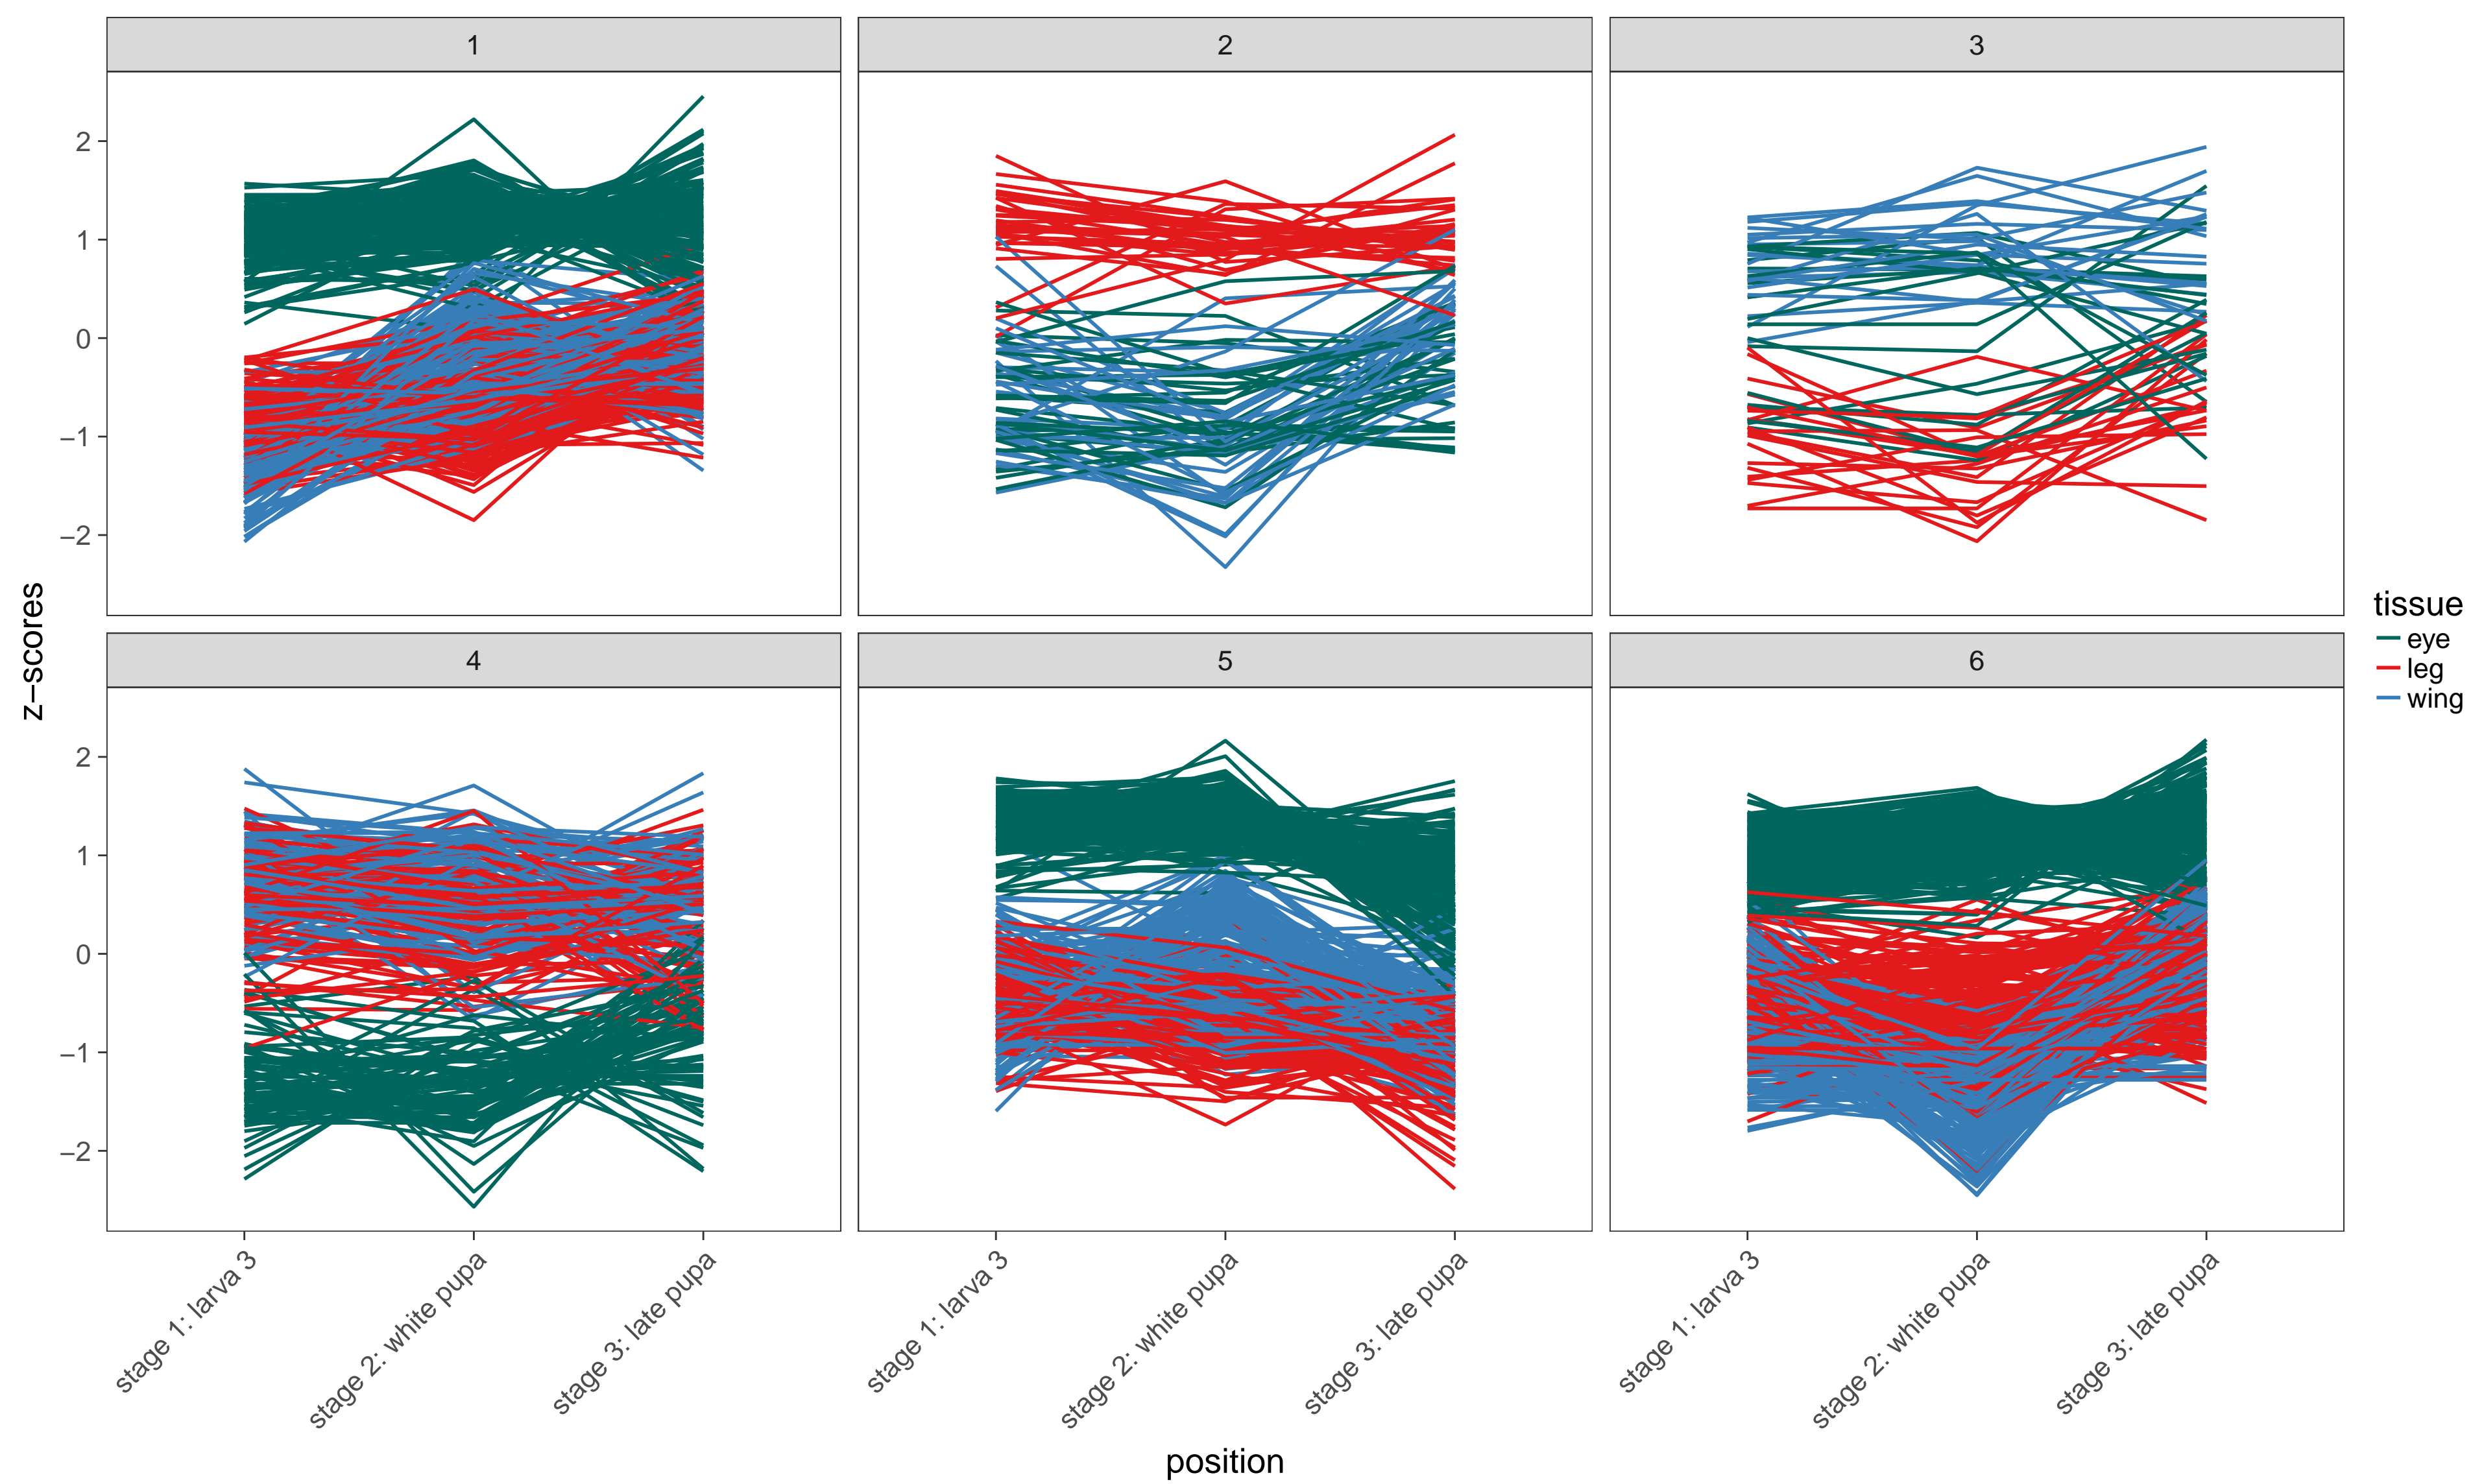 1
2
3
z−scores
2
1
0
−1
−2
tissue
eye
leg
wing
4
5
6
2
1
0
−1
−2
stage 1: larva 3
stage 2: white pupa
stage 3: late pupa
stage 1: larva 3
stage 2: white pupa
stage 3: late pupa
stage 1: larva 3
stage 2: white pupa
stage 3: late pupa
position